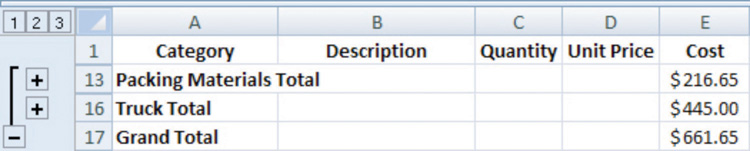 1 2 3 A B C D E
1 Category Description Quantity Unit Price Cost
+ 13 Packing Materials Total $216.65
+ 16 Truck Total $445.00
− 17 Grand Total $661.65